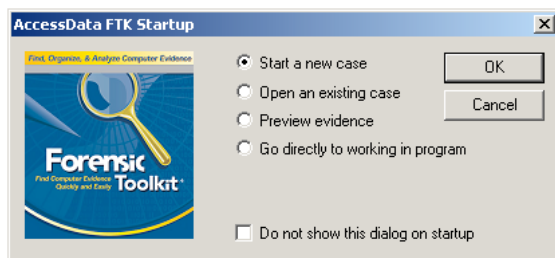 AccessData FTK Startup
Find, Organize, & Analyze Computer Evidence
Forensic
Toolkit
Find Computer Evidence
Quickly and Easily
Start a new case
Open an existing case
Preview evidence
Go directly to working in program
Do not show this dialog on startup
OK
Cancel